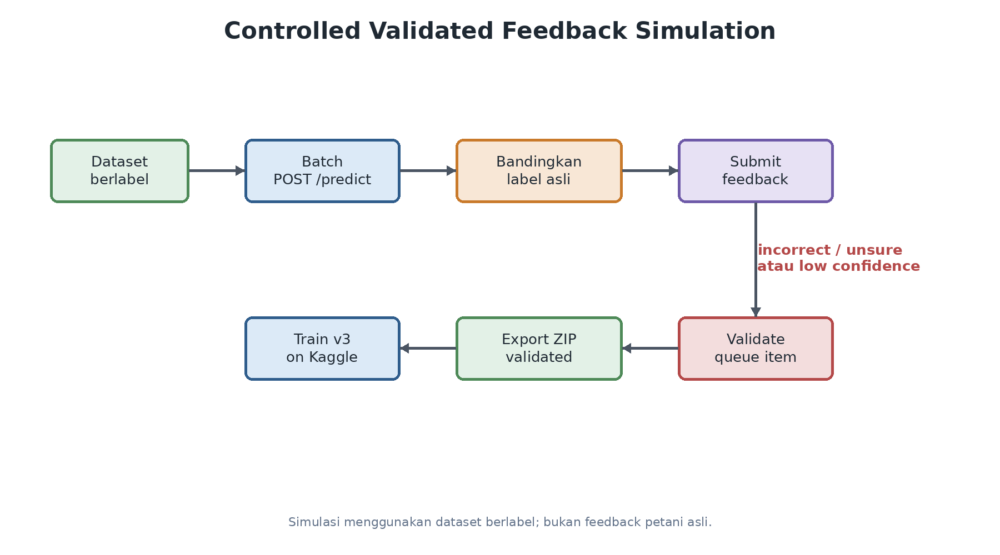 Controlled Validated Feedback Simulation
Dataset
berlabel
Batch
POST /predict
Bandingkan
label asli
Submit
feedback
incorrect / unsure
atau low confidence
Train v3
on Kaggle
Export ZIP
validated
Validate
queue item
Simulasi menggunakan dataset berlabel; bukan feedback petani asli.